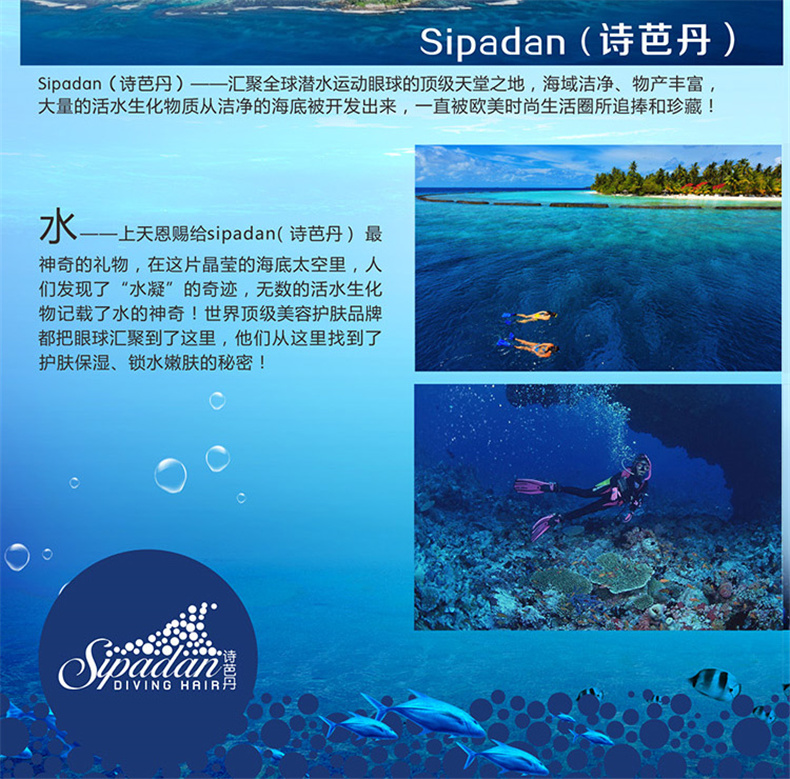 Sipadan（诗芭丹）
Sipadan（诗芭丹）——汇聚全球潜水运动眼球的顶级天堂之地，海域洁净、物产丰富，
大量的活水生化物质从洁净的海底被开发出来，一直被欧美时尚生活圈所追捧和珍藏！
水——上天恩赐给sipadan( 诗芭丹） 最
神奇的礼物，在这片晶莹的海底太空里，人
们发现了“水凝”的奇迹，无数的活水生化
物记载了水的神奇！世界顶级美容护肤品牌
都把眼球汇聚到了这里，他们从这里找到了
护肤保湿、锁水嫩肤的秘密！
Sipadan
诗芭丹
DIVING HAIR